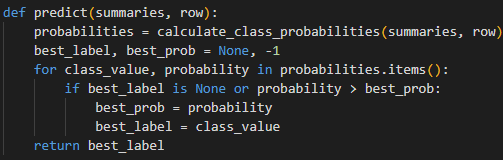 def predict(summaries, row):
    probabilities = calculate_class_probabilities(summaries, row)
    best_label, best_prob = None, -1
    for class_value, probability in probabilities.items():
        if best_label is None or probability > best_prob:
            best_prob = probability
            best_label = class_value
    return best_label